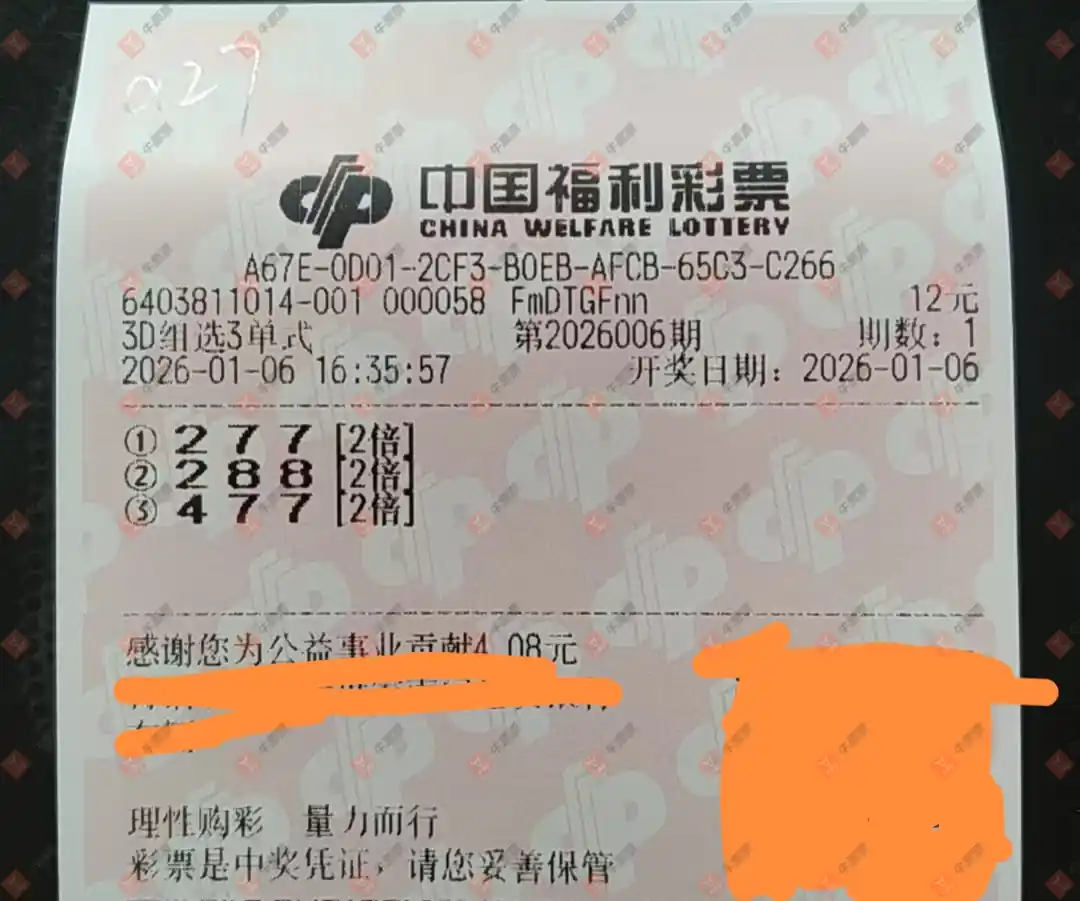 027
中国福利彩票
CHINA WELFARE LOTTERY
A67E-0D01-2CF3-B0EB-AFCB-65C3-C266
6403811014-001 000058 FmDTGFnn 12元
3D组选3单式 第2026006期 期数：1
2026-01-06 16:35:57 开奖日期：2026-01-06
① 2 7 7 [2倍]
② 2 8 8 [2倍]
③ 4 7 7 [2倍]
感谢您为公益事业贡献4.08元
理性购彩 量力而行
彩票是中奖凭证，请您妥善保管